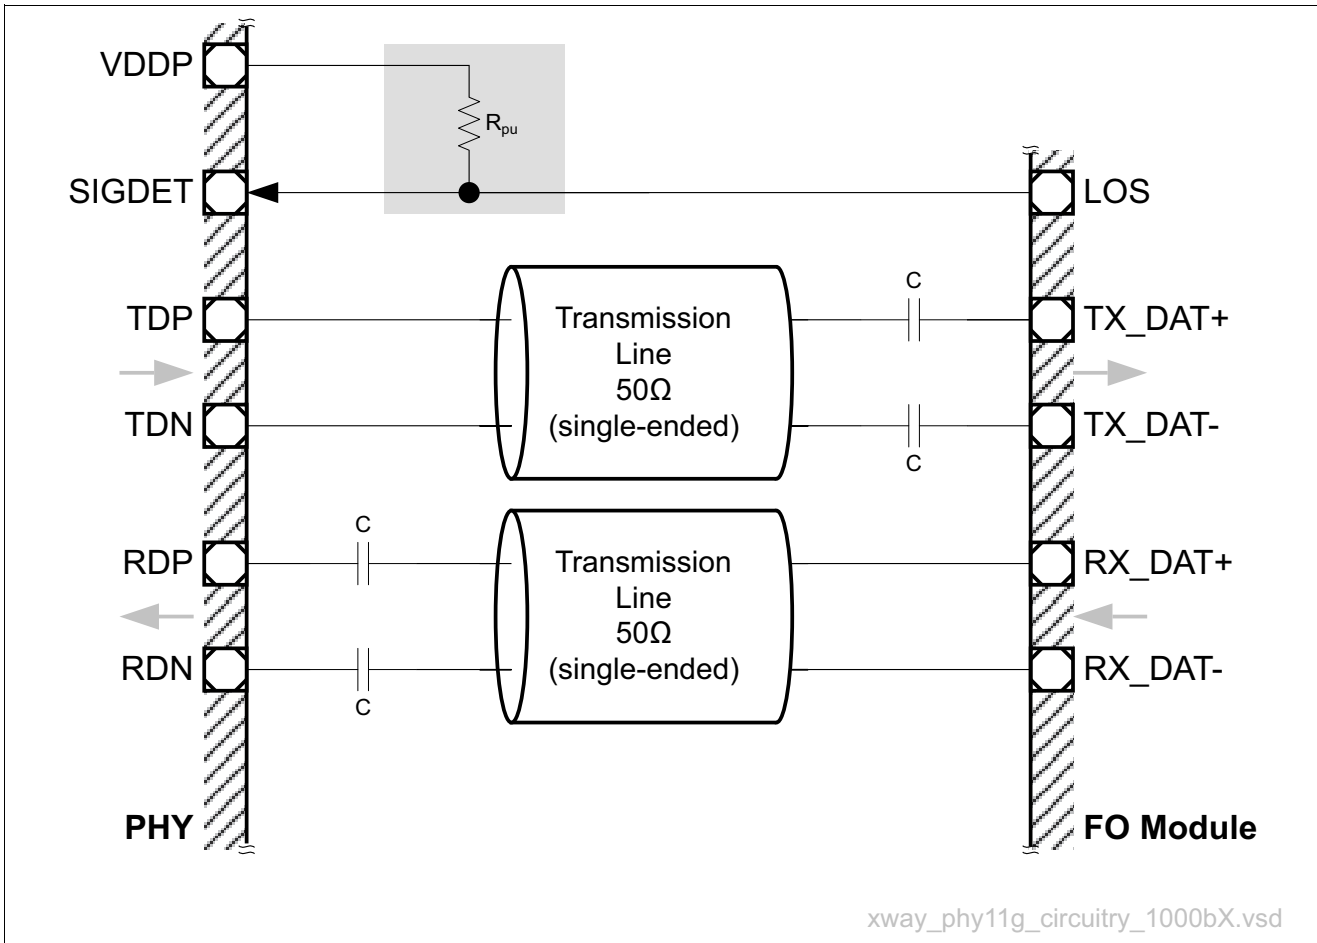 VDDP
Rpu
SIGDET
LOS
C
TDP
Transmission
Line
50Ω
(single-ended)
TX_DAT+
TDN
TX_DAT-
C
C
RDP
Transmission
Line
50Ω
(single-ended)
RX_DAT+
RDN
RX_DAT-
C
PHY
FO Module
xway_phy11g_circuitry_1000bX.vsd